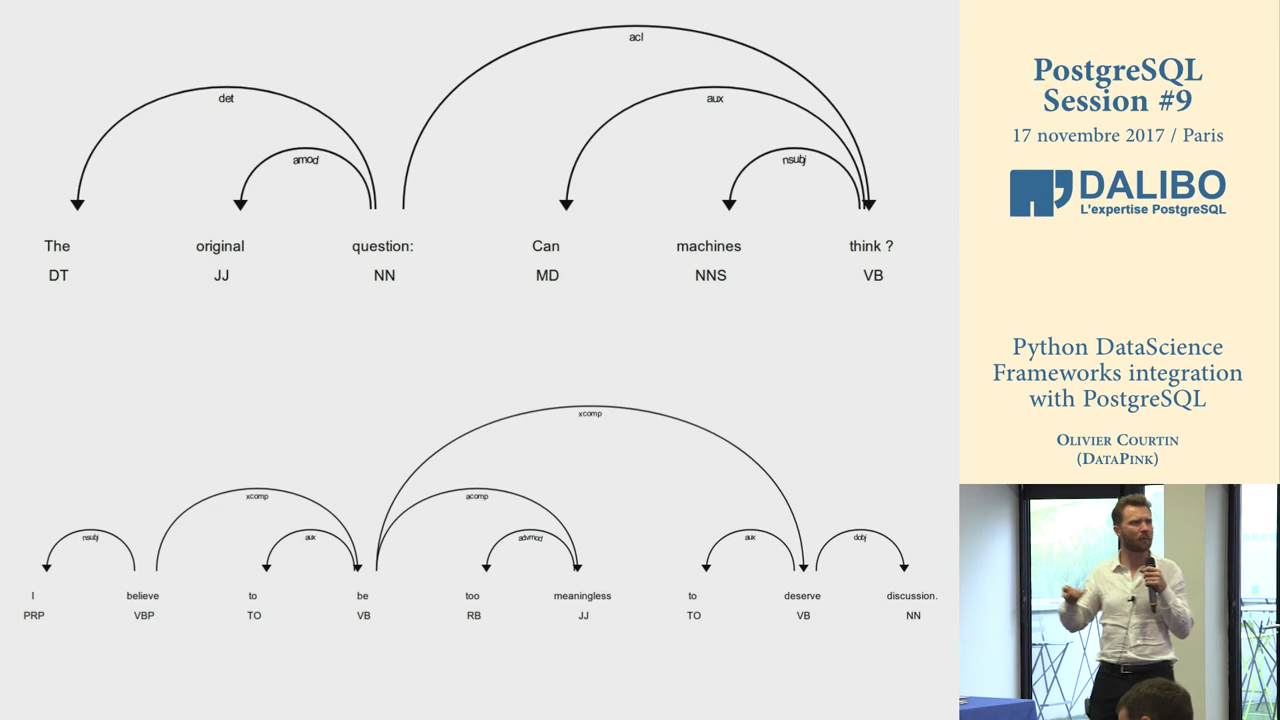 acl
det
aux
amod
nsubj
The original question: Can machines think ?
DT JJ NN MD NNS VB
xcomp
xcomp acomp
nsubj aux advmod aux dobj
I believe to be too meaningless to deserve discussion.
PRP VBP TO VB RB JJ TO VB NN
PostgreSQL
Session #9
17 novembre 2017 / Paris
DALIBO
L'expertise PostgreSQL
Python DataScience
Frameworks integration
with PostgreSQL
Olivier Courtin
(DataPink)